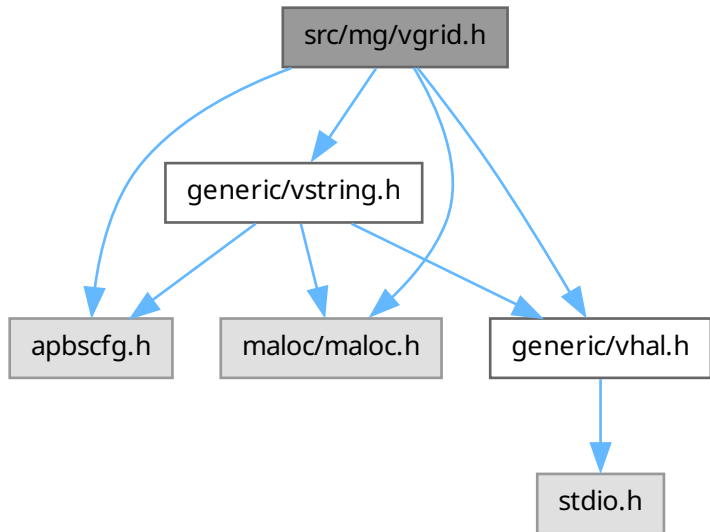 src/mg/vgrid.h
generic/vstring.h
apbscfg.h
maloc/maloc.h
generic/vhal.h
stdio.h